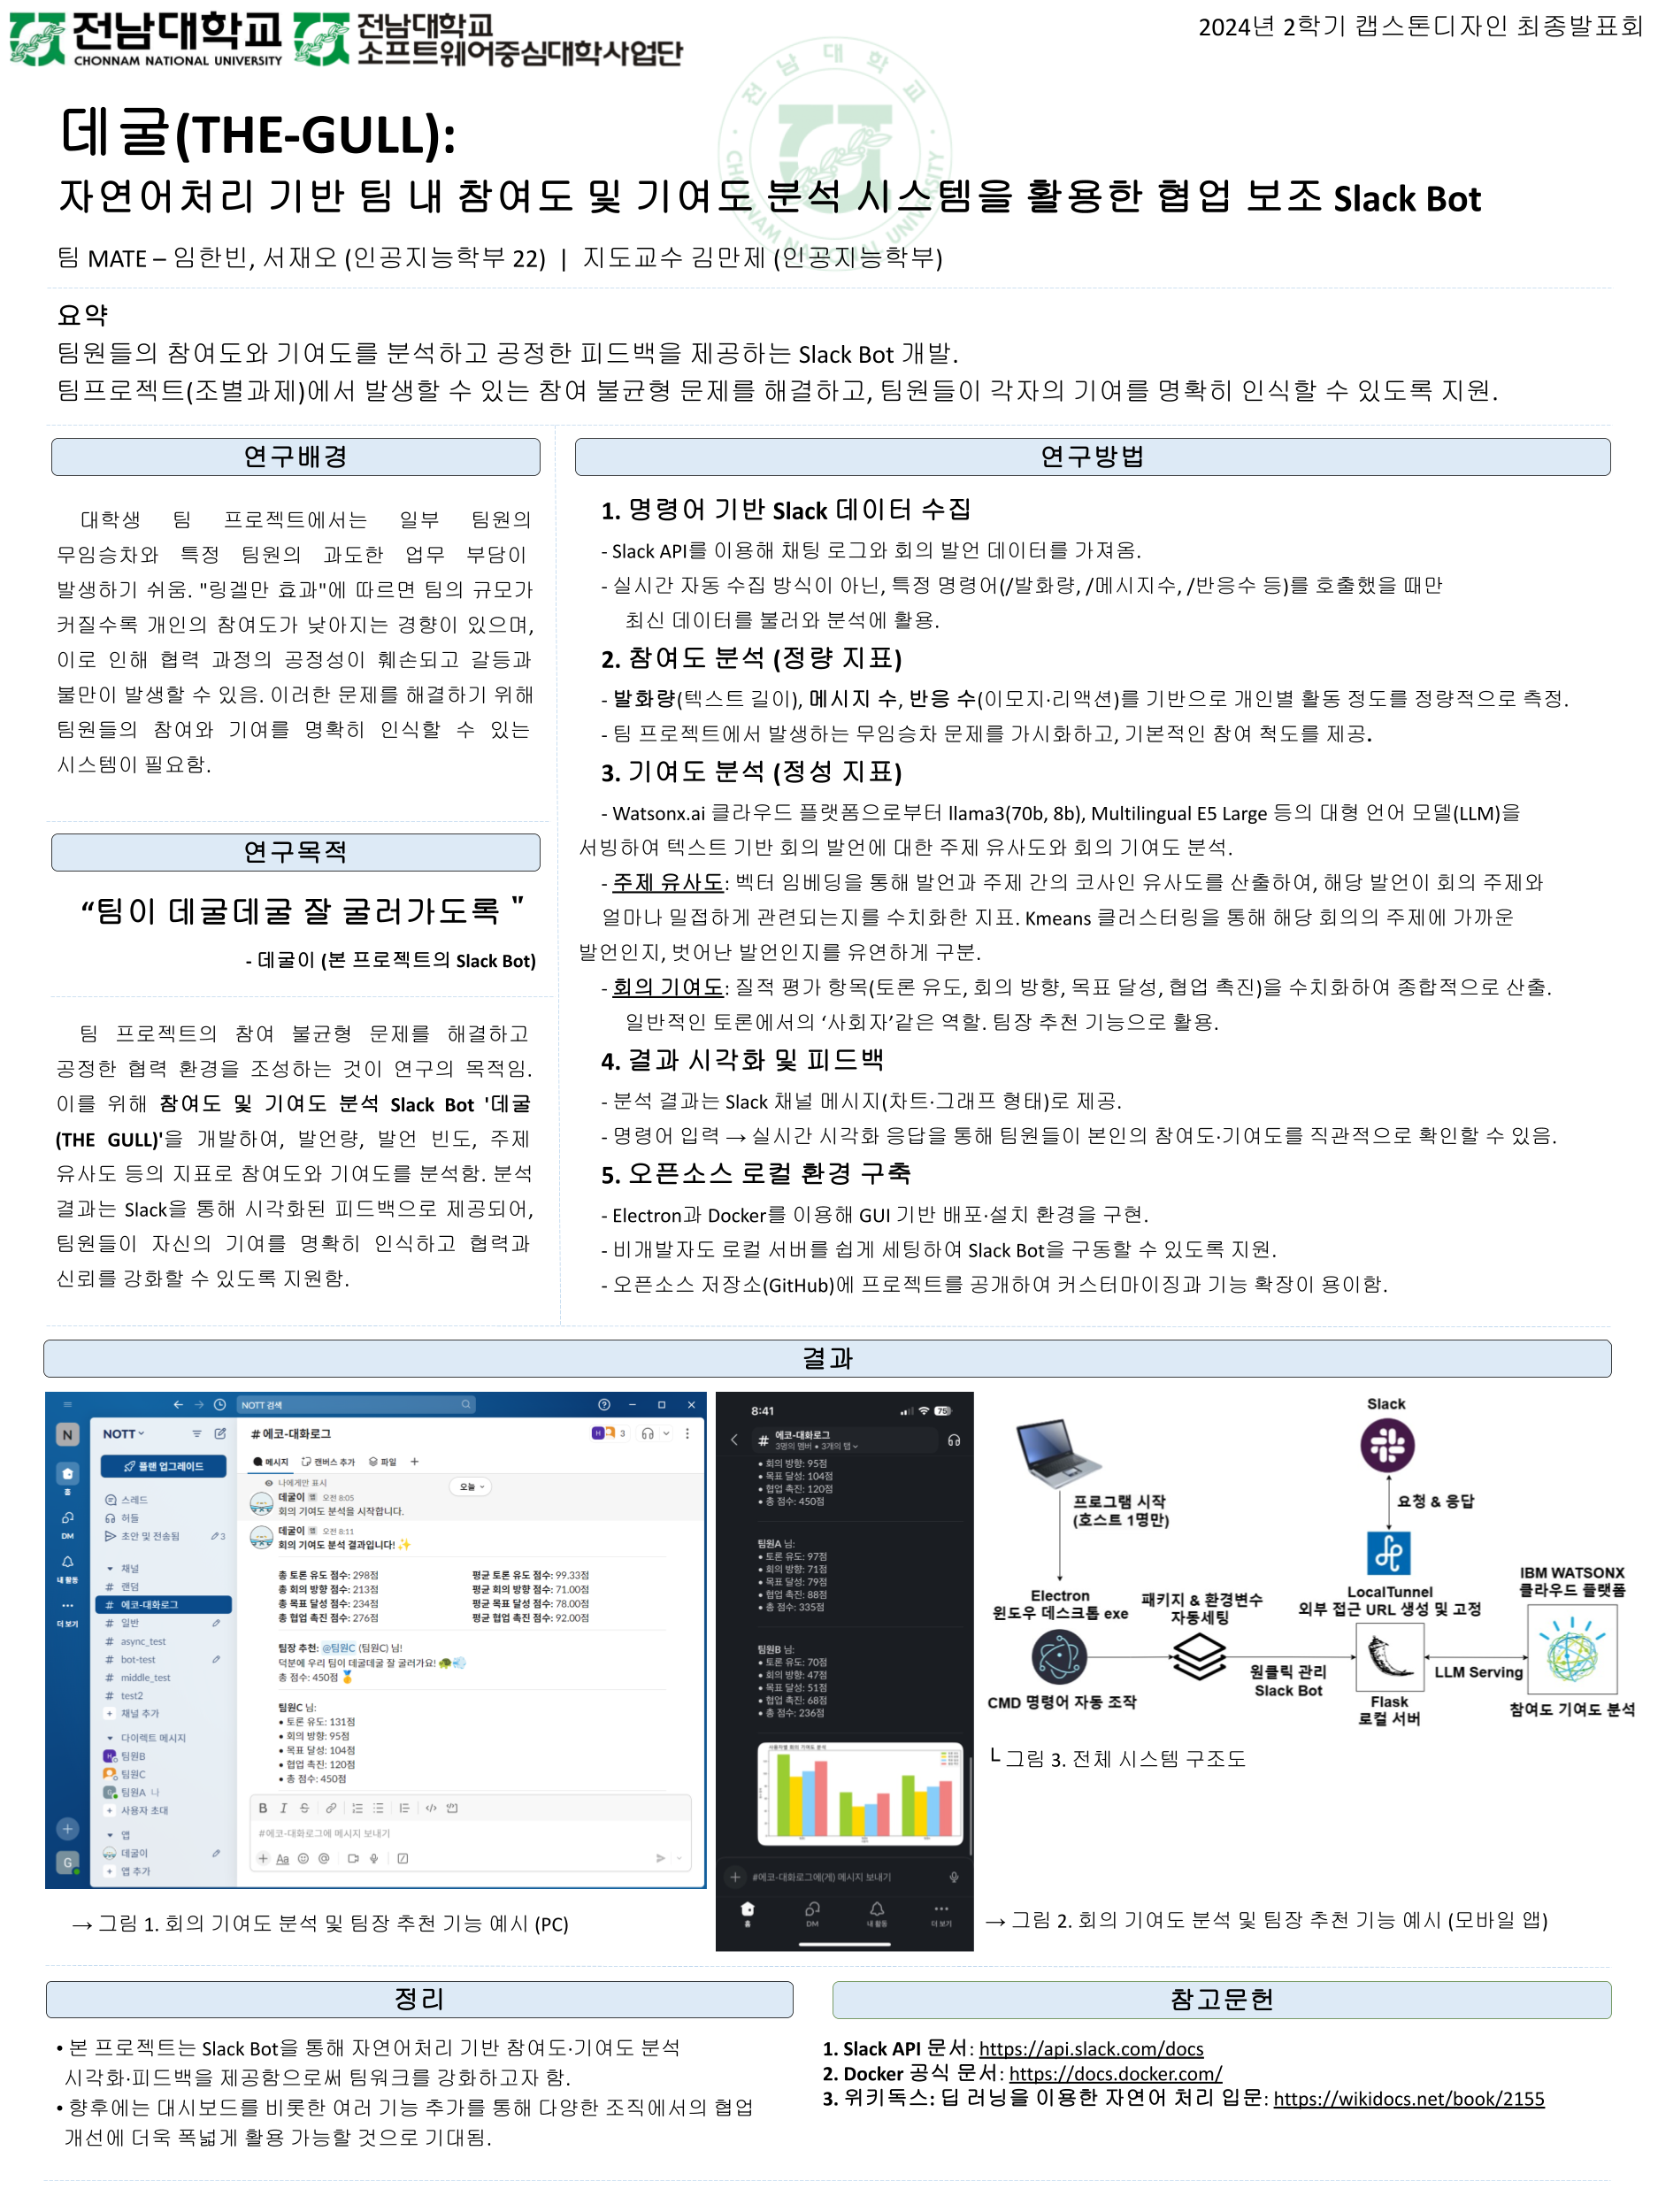 전남대학교
CHONNAM NATIONAL UNIVERSITY
전남대학교
소프트웨어중심대학사업단
2024년 2학기 캡스톤디자인 최종발표회
전남대학교
CHONNAM NATIONAL UNIVERSITY
데굴(THE-GULL):
자연어처리 기반 팀 내 참여도 및 기여도 분석 시스템을 활용한 협업 보조 Slack Bot
팀 MATE – 임한빈, 서재오 (인공지능학부 22) | 지도교수 김만제 (인공지능학부)
요약
팀원들의 참여도와 기여도를 분석하고 공정한 피드백을 제공하는 Slack Bot 개발.
팀프로젝트(조별과제)에서 발생할 수 있는 참여 불균형 문제를 해결하고, 팀원들이 각자의 기여를 명확히 인식할 수 있도록 지원.
연구배경
대학생 팀 프로젝트에서는 일부 팀원의
무임승차와 특정 팀원의 과도한 업무 부담이
발생하기 쉬움. "링겔만 효과"에 따르면 팀의 규모가
커질수록 개인의 참여도가 낮아지는 경향이 있으며,
이로 인해 협력 과정의 공정성이 훼손되고 갈등과
불만이 발생할 수 있음. 이러한 문제를 해결하기 위해
팀원들의 참여와 기여를 명확히 인식할 수 있는
시스템이 필요함.
연구목적
“팀이 데굴데굴 잘 굴러가도록 "
- 데굴이 (본 프로젝트의 Slack Bot)
팀 프로젝트의 참여 불균형 문제를 해결하고
공정한 협력 환경을 조성하는 것이 연구의 목적임.
이를 위해 참여도 및 기여도 분석 Slack Bot '데굴
(THE GULL)'을 개발하여, 발언량, 발언 빈도, 주제
유사도 등의 지표로 참여도와 기여도를 분석함. 분석
결과는 Slack을 통해 시각화된 피드백으로 제공되어,
팀원들이 자신의 기여를 명확히 인식하고 협력과
신뢰를 강화할 수 있도록 지원함.
연구방법
1. 명령어 기반 Slack 데이터 수집
- Slack API를 이용해 채팅 로그와 회의 발언 데이터를 가져옴.
- 실시간 자동 수집 방식이 아닌, 특정 명령어(/발화량, /메시지수, /반응수 등)를 호출했을 때만
최신 데이터를 불러와 분석에 활용.
2. 참여도 분석 (정량 지표)
- 발화량(텍스트 길이), 메시지 수, 반응 수(이모지·리액션)를 기반으로 개인별 활동 정도를 정량적으로 측정.
- 팀 프로젝트에서 발생하는 무임승차 문제를 가시화하고, 기본적인 참여 척도를 제공.
3. 기여도 분석 (정성 지표)
- Watsonx.ai 클라우드 플랫폼으로부터 llama3(70b, 8b), Multilingual E5 Large 등의 대형 언어 모델(LLM)을
서빙하여 텍스트 기반 회의 발언에 대한 주제 유사도와 회의 기여도 분석.
- 주제 유사도: 벡터 임베딩을 통해 발언과 주제 간의 코사인 유사도를 산출하여, 해당 발언이 회의 주제와
얼마나 밀접하게 관련되는지를 수치화한 지표. Kmeans 클러스터링을 통해 해당 회의의 주제에 가까운
발언인지, 벗어난 발언인지를 유연하게 구분.
- 회의 기여도: 질적 평가 항목(토론 유도, 회의 방향, 목표 달성, 협업 촉진)을 수치화하여 종합적으로 산출.
일반적인 토론에서의 ‘사회자’같은 역할. 팀장 추천 기능으로 활용.
4. 결과 시각화 및 피드백
- 분석 결과는 Slack 채널 메시지(차트·그래프 형태)로 제공.
- 명령어 입력 → 실시간 시각화 응답을 통해 팀원들이 본인의 참여도·기여도를 직관적으로 확인할 수 있음.
5. 오픈소스 로컬 환경 구축
- Electron과 Docker를 이용해 GUI 기반 배포·설치 환경을 구현.
- 비개발자도 로컬 서버를 쉽게 세팅하여 Slack Bot을 구동할 수 있도록 지원.
- 오픈소스 저장소(GitHub)에 프로젝트를 공개하여 커스터마이징과 기능 확장이 용이함.
결과
NOTT 검색
N
홈
DM
내 활동
더 보기
G
NOTT
플랜 업그레이드
스레드
허들
초안 및 전송됨 3
채널
# 랜덤
# 에코-대화로그
# 일반
# async_test
# bot-test
# middle_test
# test2
+ 채널 추가
다이렉트 메시지
팀원B
팀원C
팀원A 나
+ 사용자 초대
앱
데굴이
+ 앱 추가
# 에코-대화로그
3
메시지 캔버스 추가 파일 +
나에게만 표시
오늘
데굴이 앱 오전 8:05
회의 기여도 분석을 시작합니다.
데굴이 앱 오전 8:11
회의 기여도 분석 결과입니다! ✨
총 토론 유도 점수: 298점 평균 토론 유도 점수: 99.33점
총 회의 방향 점수: 213점 평균 회의 방향 점수: 71.00점
총 목표 달성 점수: 234점 평균 목표 달성 점수: 78.00점
총 협업 촉진 점수: 276점 평균 협업 촉진 점수: 92.00점
팀장 추천: @팀원C (팀원C) 님!
덕분에 우리 팀이 데굴데굴 잘 굴러가요! 🐢💨
총 점수: 450점 🏅
팀원C 님:
• 토론 유도: 131점
• 회의 방향: 95점
• 목표 달성: 104점
• 협업 촉진: 120점
• 총 점수: 450점
B I S
#에코-대화로그에 메시지 보내기
+ Aa @
→ 그림 1. 회의 기여도 분석 및 팀장 추천 기능 예시 (PC)
8:41
75
# 에코-대화로그
3명의 멤버 • 3개의 탭
• 회의 방향: 95점
• 목표 달성: 104점
• 협업 촉진: 120점
• 총 점수: 450점
팀원A 님:
• 토론 유도: 97점
• 회의 방향: 71점
• 목표 달성: 79점
• 협업 촉진: 88점
• 총 점수: 335점
팀원B 님:
• 토론 유도: 70점
• 회의 방향: 47점
• 목표 달성: 51점
• 협업 촉진: 68점
• 총 점수: 236점
사용자별 회의 기여도 분석
#에코-대화로그에(게) 메시지 보내기
홈
DM
내 활동
더 보기
Slack
요청 & 응답
프로그램 시작
(호스트 1명만)
Electron
윈도우 데스크톱 exe
CMD 명령어 자동 조작
패키지 & 환경변수
자동세팅
LocalTunnel
외부 접근 URL 생성 및 고정
원클릭 관리
Slack Bot
Flask
로컬 서버
LLM Serving
IBM WATSONX
클라우드 플랫폼
참여도 기여도 분석
└ 그림 3. 전체 시스템 구조도
→ 그림 2. 회의 기여도 분석 및 팀장 추천 기능 예시 (모바일 앱)
정리
• 본 프로젝트는 Slack Bot을 통해 자연어처리 기반 참여도·기여도 분석
시각화·피드백을 제공함으로써 팀워크를 강화하고자 함.
• 향후에는 대시보드를 비롯한 여러 기능 추가를 통해 다양한 조직에서의 협업
개선에 더욱 폭넓게 활용 가능할 것으로 기대됨.
참고문헌
1. Slack API 문서: https://api.slack.com/docs
2. Docker 공식 문서: https://docs.docker.com/
3. 위키독스: 딥 러닝을 이용한 자연어 처리 입문: https://wikidocs.net/book/2155